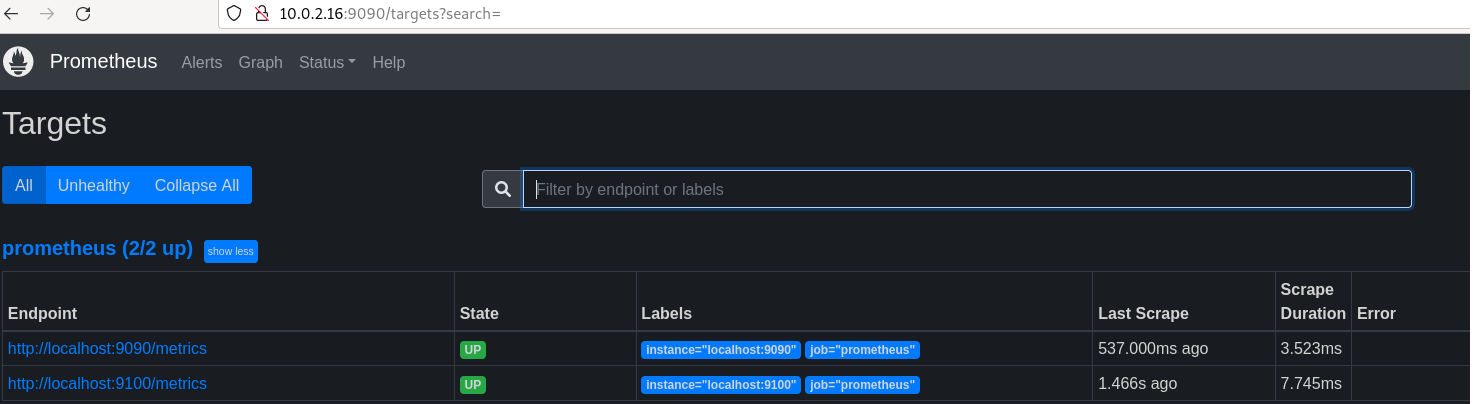 10.0.2.16:9090/targets?search=
Prometheus Alerts Graph Status Help
Targets
All Unhealthy Collapse All
Filter by endpoint or labels
prometheus (2/2 up) show less
Endpoint State Labels Last Scrape Scrape Duration Error
http://localhost:9090/metrics UP instance="localhost:9090" job="prometheus" 537.000ms ago 3.523ms
http://localhost:9100/metrics UP instance="localhost:9100" job="prometheus" 1.466s ago 7.745ms